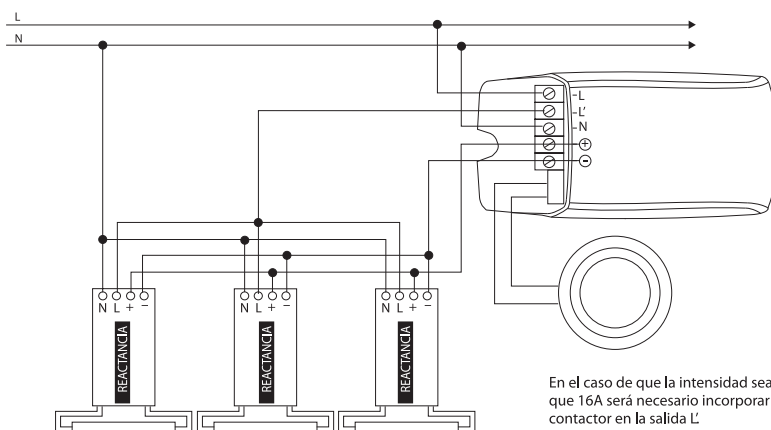 L
N
-L
-L'
-N
+
-
N L + −
N L + −
N L + −
REACTANCIA
REACTANCIA
REACTANCIA
En el caso de que la intensidad sea
que 16A será necesario incorporar
contactor en la salida L'